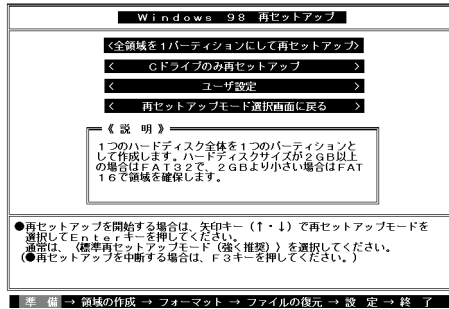 Windows 98 再セットアップ
<全領域を1パーティションにして再セットアップ>
< Cドライブのみ再セットアップ >
< ユーザ設定 >
< 再セットアップモード選択画面に戻る >
《説 明》
1つのハードディスク全体を1つのパーティションと
して作成します。ハードディスクサイズが2GB以上
の場合はFAT32で、2GBより小さい場合はFAT
16で領域を確保します。
●再セットアップを開始する場合は、矢印キー(↑・↓)で再セットアップモードを
選択してEnterキーを押してください。
通常は、〈標準再セットアップモード(強く推奨)〉を選択してください。
(●再セットアップを中断する場合は、F3キーを押してください。)
準 備 → 領域の作成 → フォーマット → ファイルの復元 → 設 定 → 終 了